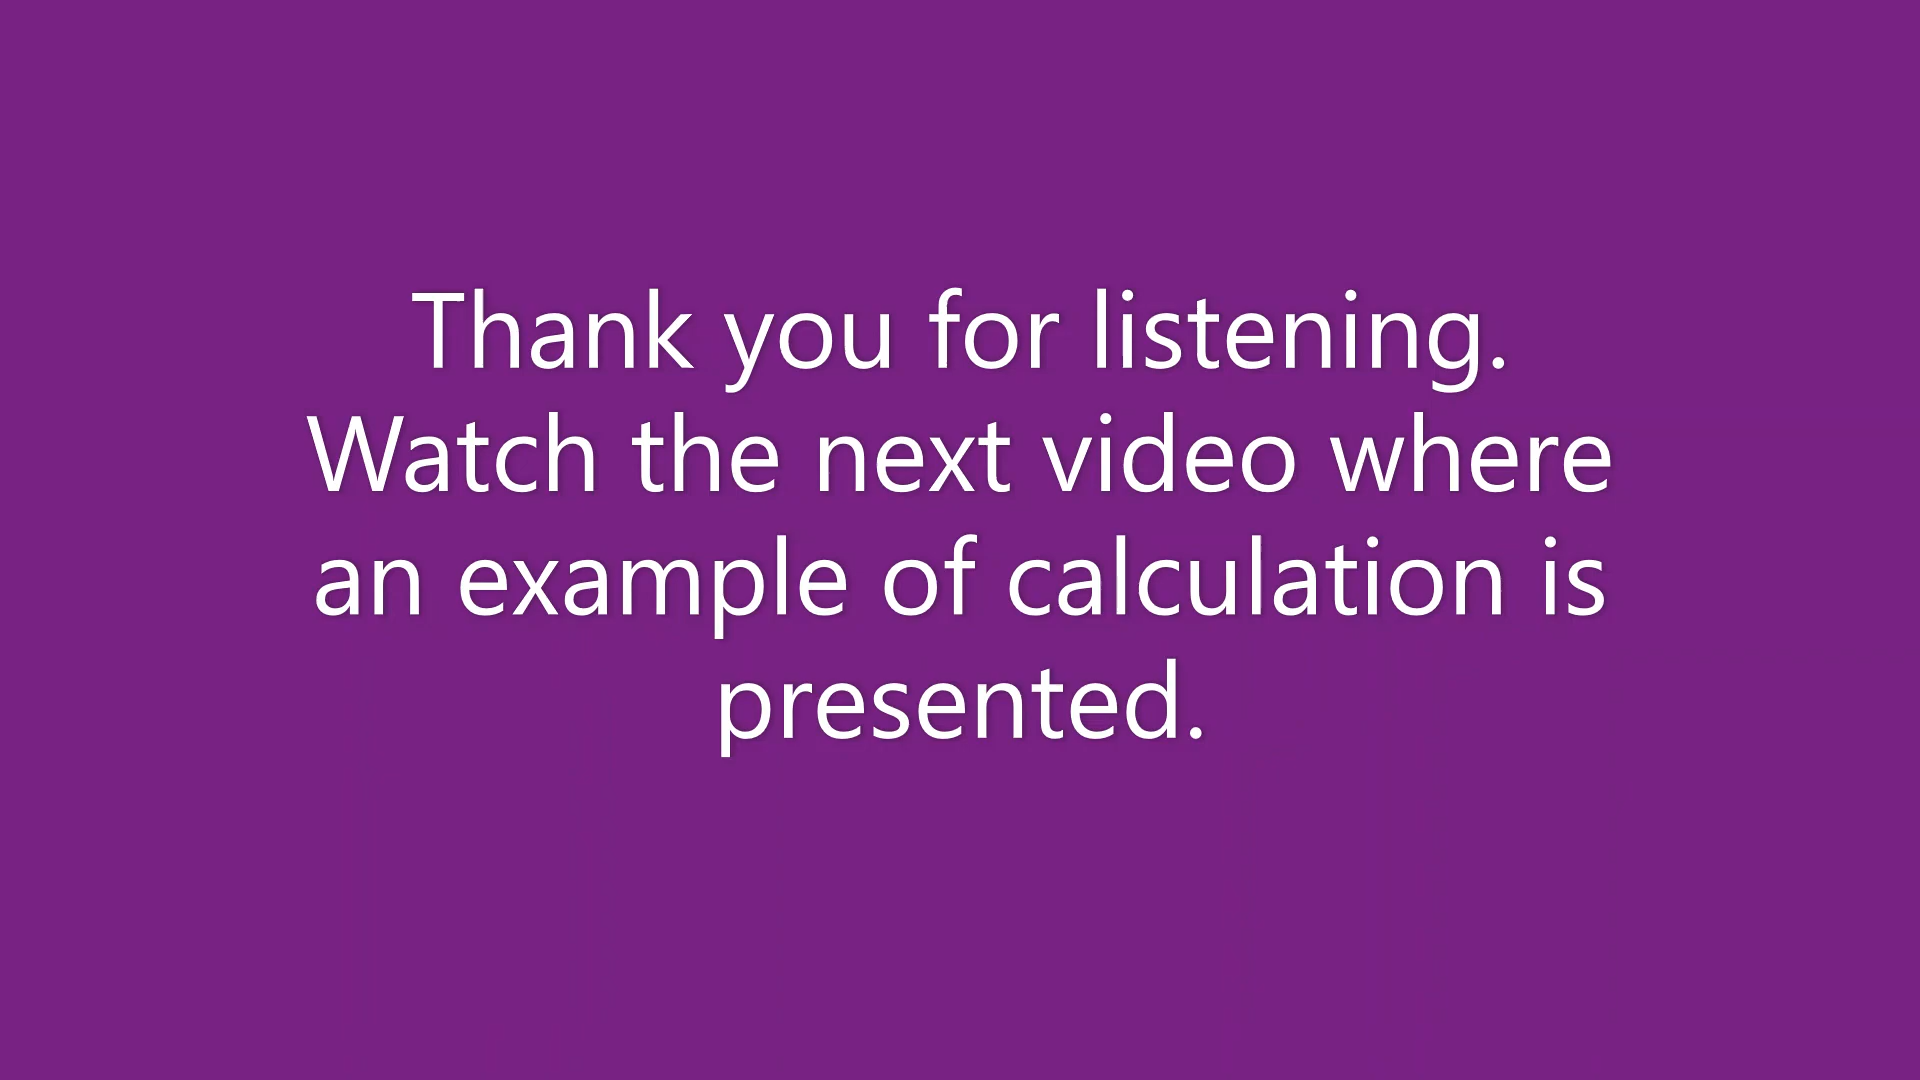 Thank you for listening.
Watch the next video where
an example of calculation is
presented.